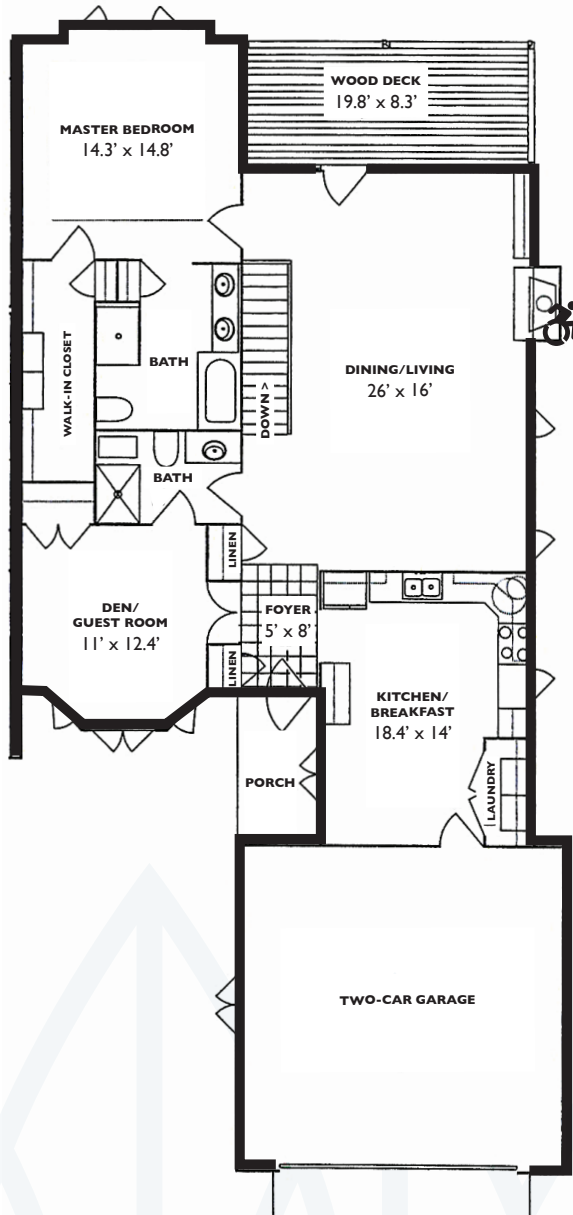 WOOD DECK
19.8’ x 8.3’
MASTER BEDROOM
14.3’ x 14.8’
WALK-IN CLOSET
BATH
DOWN >
DINING/LIVING
26’ x 16’
BATH
LINEN
DEN/
GUEST ROOM
11’ x 12.4’
FOYER
5’ x 8’
LINEN
KITCHEN/
BREAKFAST
18.4’ x 14’
LAUNDRY
PORCH
TWO-CAR GARAGE